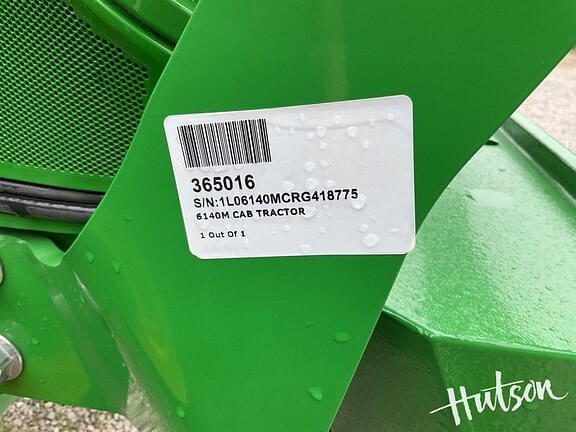 365016
S/N:1L06140MCRG418775
6140M CAB TRACTOR
1 Out Of 1
Hutson